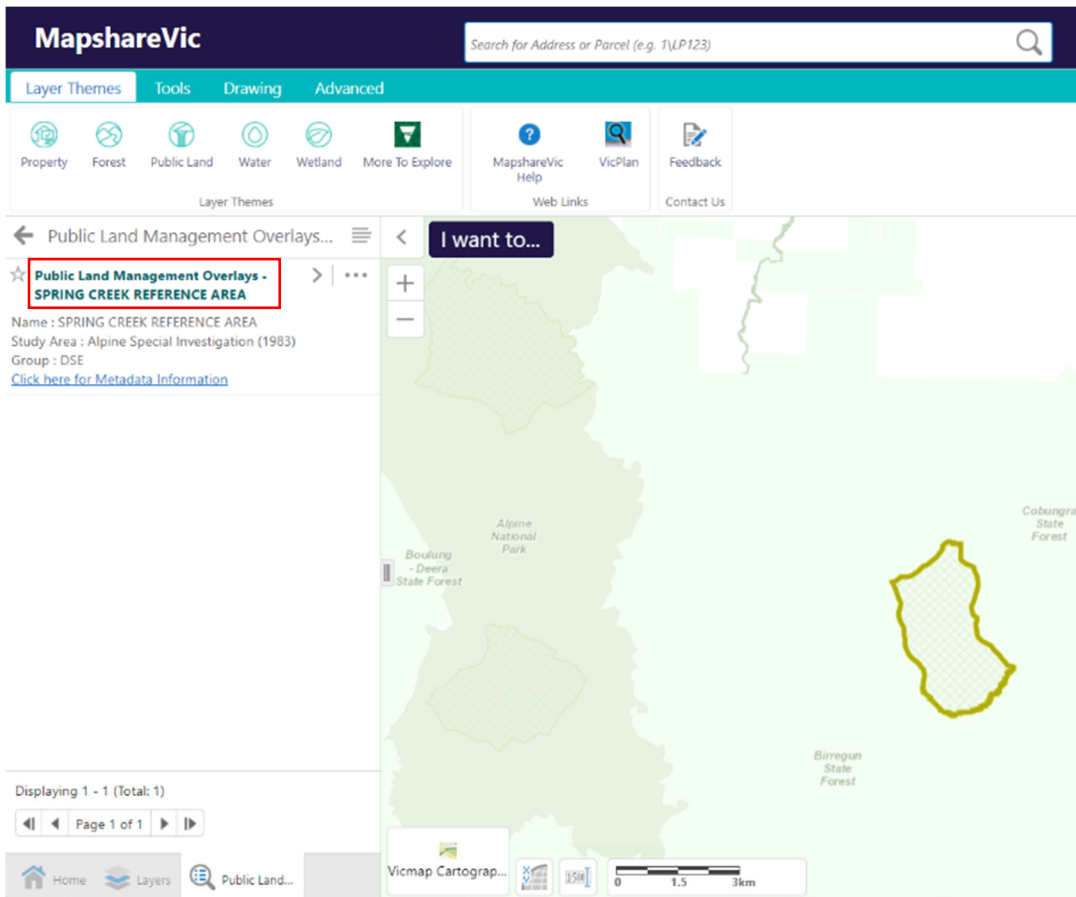 MapshareVic
Search for Address or Parcel (e.g. 1\LP123)
Layer Themes
Tools
Drawing
Advanced
Property
Forest
Public Land
Water
Wetland
More To Explore
Layer Themes
MapshareVic
Help
VicPlan
Web Links
Feedback
Contact Us
Public Land Management Overlays...
I want to...
Public Land Management Overlays -
SPRING CREEK REFERENCE AREA
Name : SPRING CREEK REFERENCE AREA
Study Area : Alpine Special Investigation (1983)
Group : DSE
Click here for Metadata Information
Cobungra
State
Forest
Alpine
National
Park
Boulung
- Deera
State Forest
Birregun
State
Forest
Displaying 1 - 1 (Total: 1)
Page 1 of 1
Home
Layers
Public Land...
Vicmap Cartograp...
0 1.5 3km